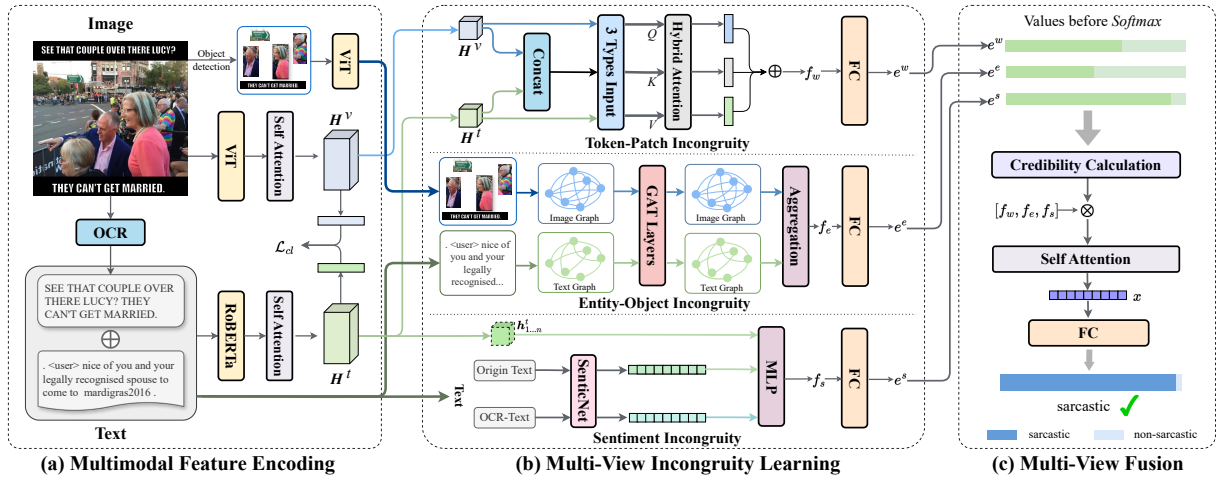 Image
SEE THAT COUPLE OVER THERE LUCY?
THEY CAN'T GET MARRIED.
Object
detection
THEY CAN'T GET MARRIED.
ViT
OCR
ViT
Self Attention
H^v
L_cl
SEE THAT COUPLE OVER
THERE LUCY? THEY
CAN'T GET MARRIED.
. <user> nice of you and your
legally recognised spouse to
come to mardigras2016 .
Text
RoBERTa
Self Attention
H^t
(a) Multimodal Feature Encoding
H^v
H^t
Concat
3 Types Input
Q
K
V
Hybrid Attention
⊕
f_w
FC
e^w
Token-Patch Incongruity
THEY CAN'T GET MARRIED.
Image Graph
GAT Layers
Image Graph
Aggregation
f_e
FC
e^e
. <user> nice of
you and your
legally
recognised...
Text Graph
Text Graph
Entity-Object Incongruity
h^t_{1...n}
Text
Origin Text
OCR-Text
SenticNet
MLP
f_s
FC
e^s
Sentiment Incongruity
(b) Multi-View Incongruity Learning
Values before Softmax
e^w
e^e
e^s
Credibility Calculation
[f_w, f_e, f_s] ⊗
Self Attention
x
FC
sarcastic ✓
sarcastic non-sarcastic
(c) Multi-View Fusion